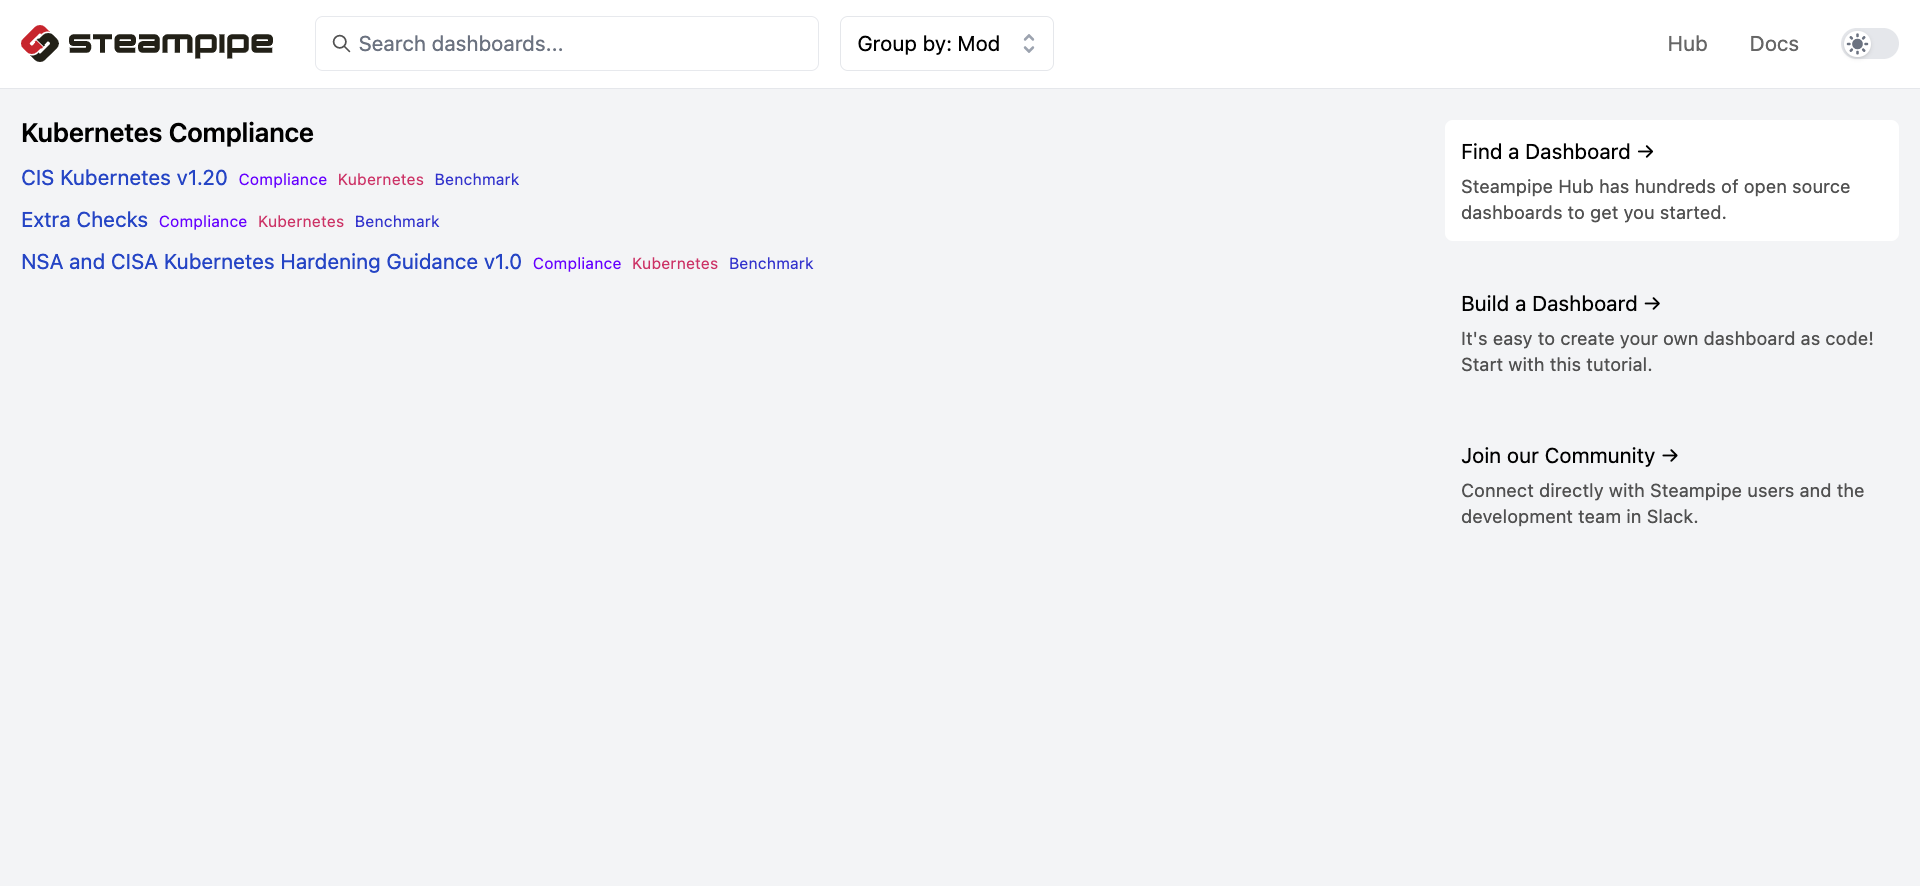 steampipe
Search dashboards...
Group by: Mod
Hub
Docs
Kubernetes Compliance
CIS Kubernetes v1.20 Compliance Kubernetes Benchmark
Extra Checks Compliance Kubernetes Benchmark
NSA and CISA Kubernetes Hardening Guidance v1.0 Compliance Kubernetes Benchmark
Find a Dashboard →
Steampipe Hub has hundreds of open source
dashboards to get you started.
Build a Dashboard →
It's easy to create your own dashboard as code!
Start with this tutorial.
Join our Community →
Connect directly with Steampipe users and the
development team in Slack.